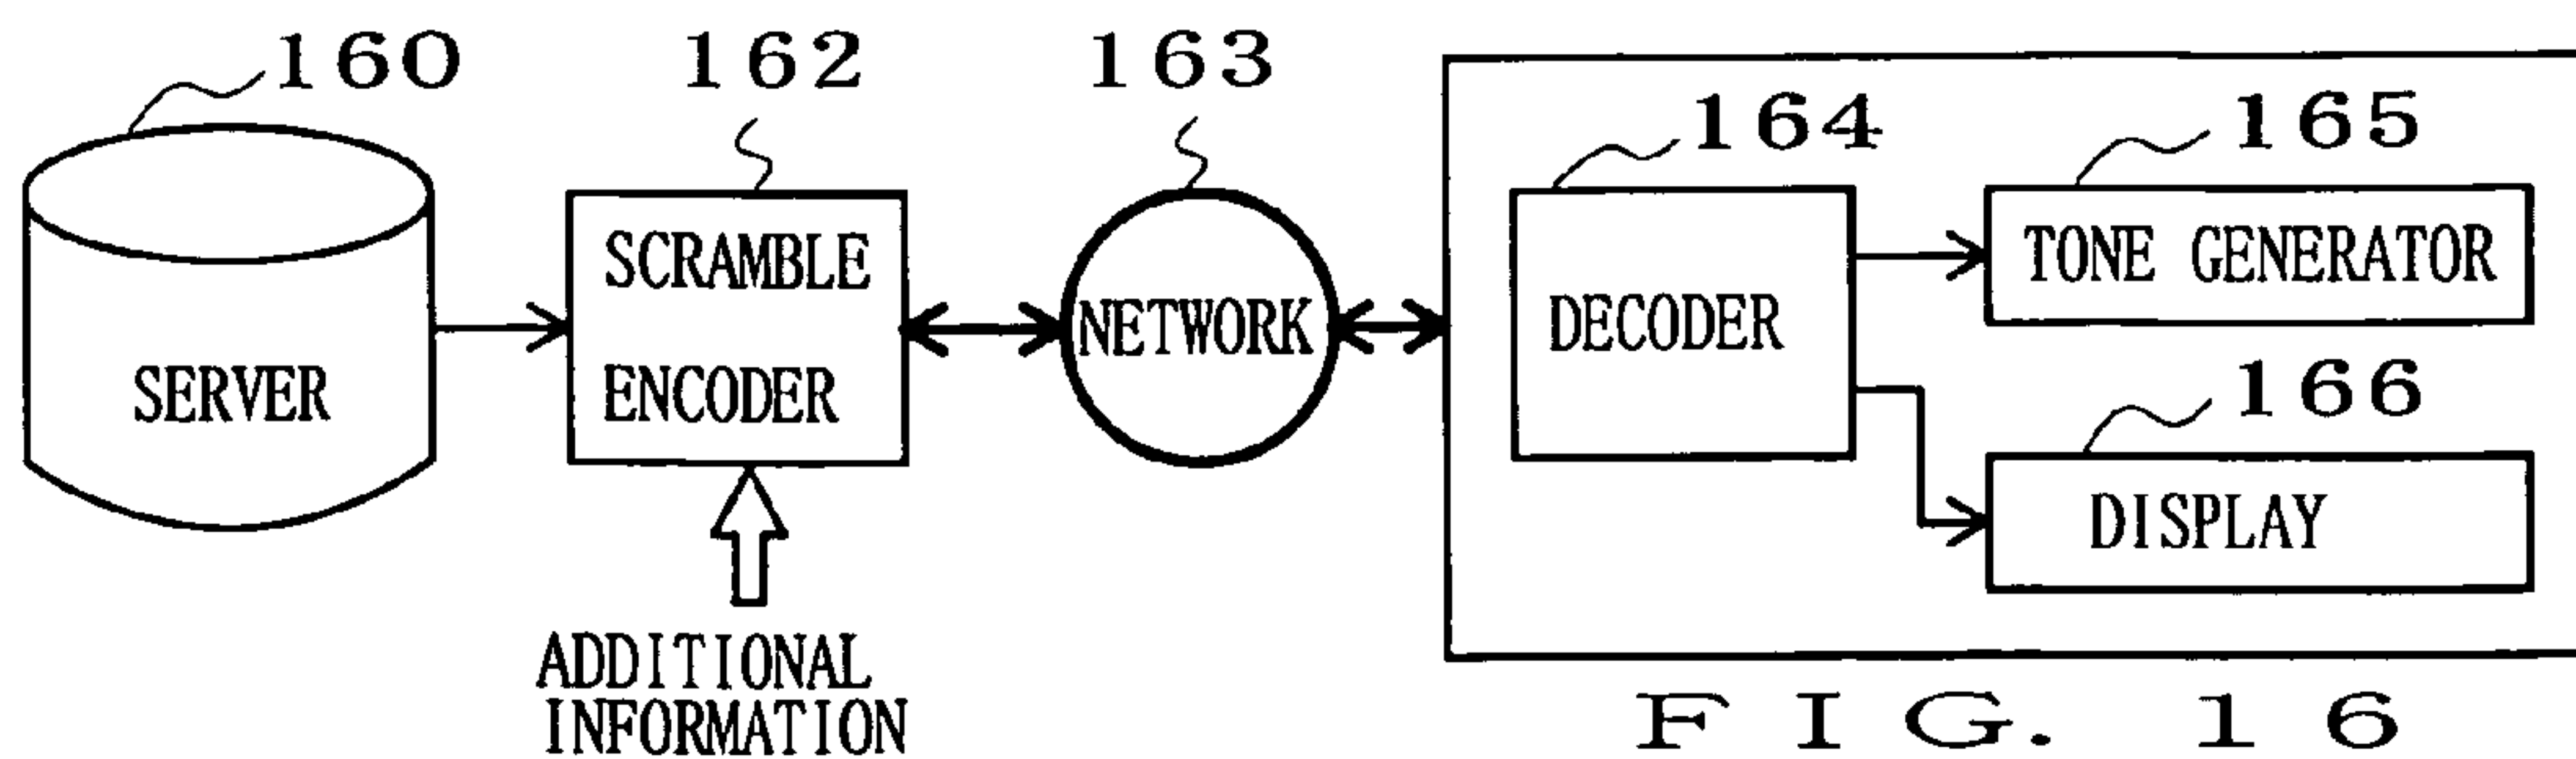 160
162
163
164
165
166
SERVER
SCRAMBLE
ENCODER
NETWORK
DECODER
TONE GENERATOR
DISPLAY
ADDITIONAL
INFORMATION
FIG. 16